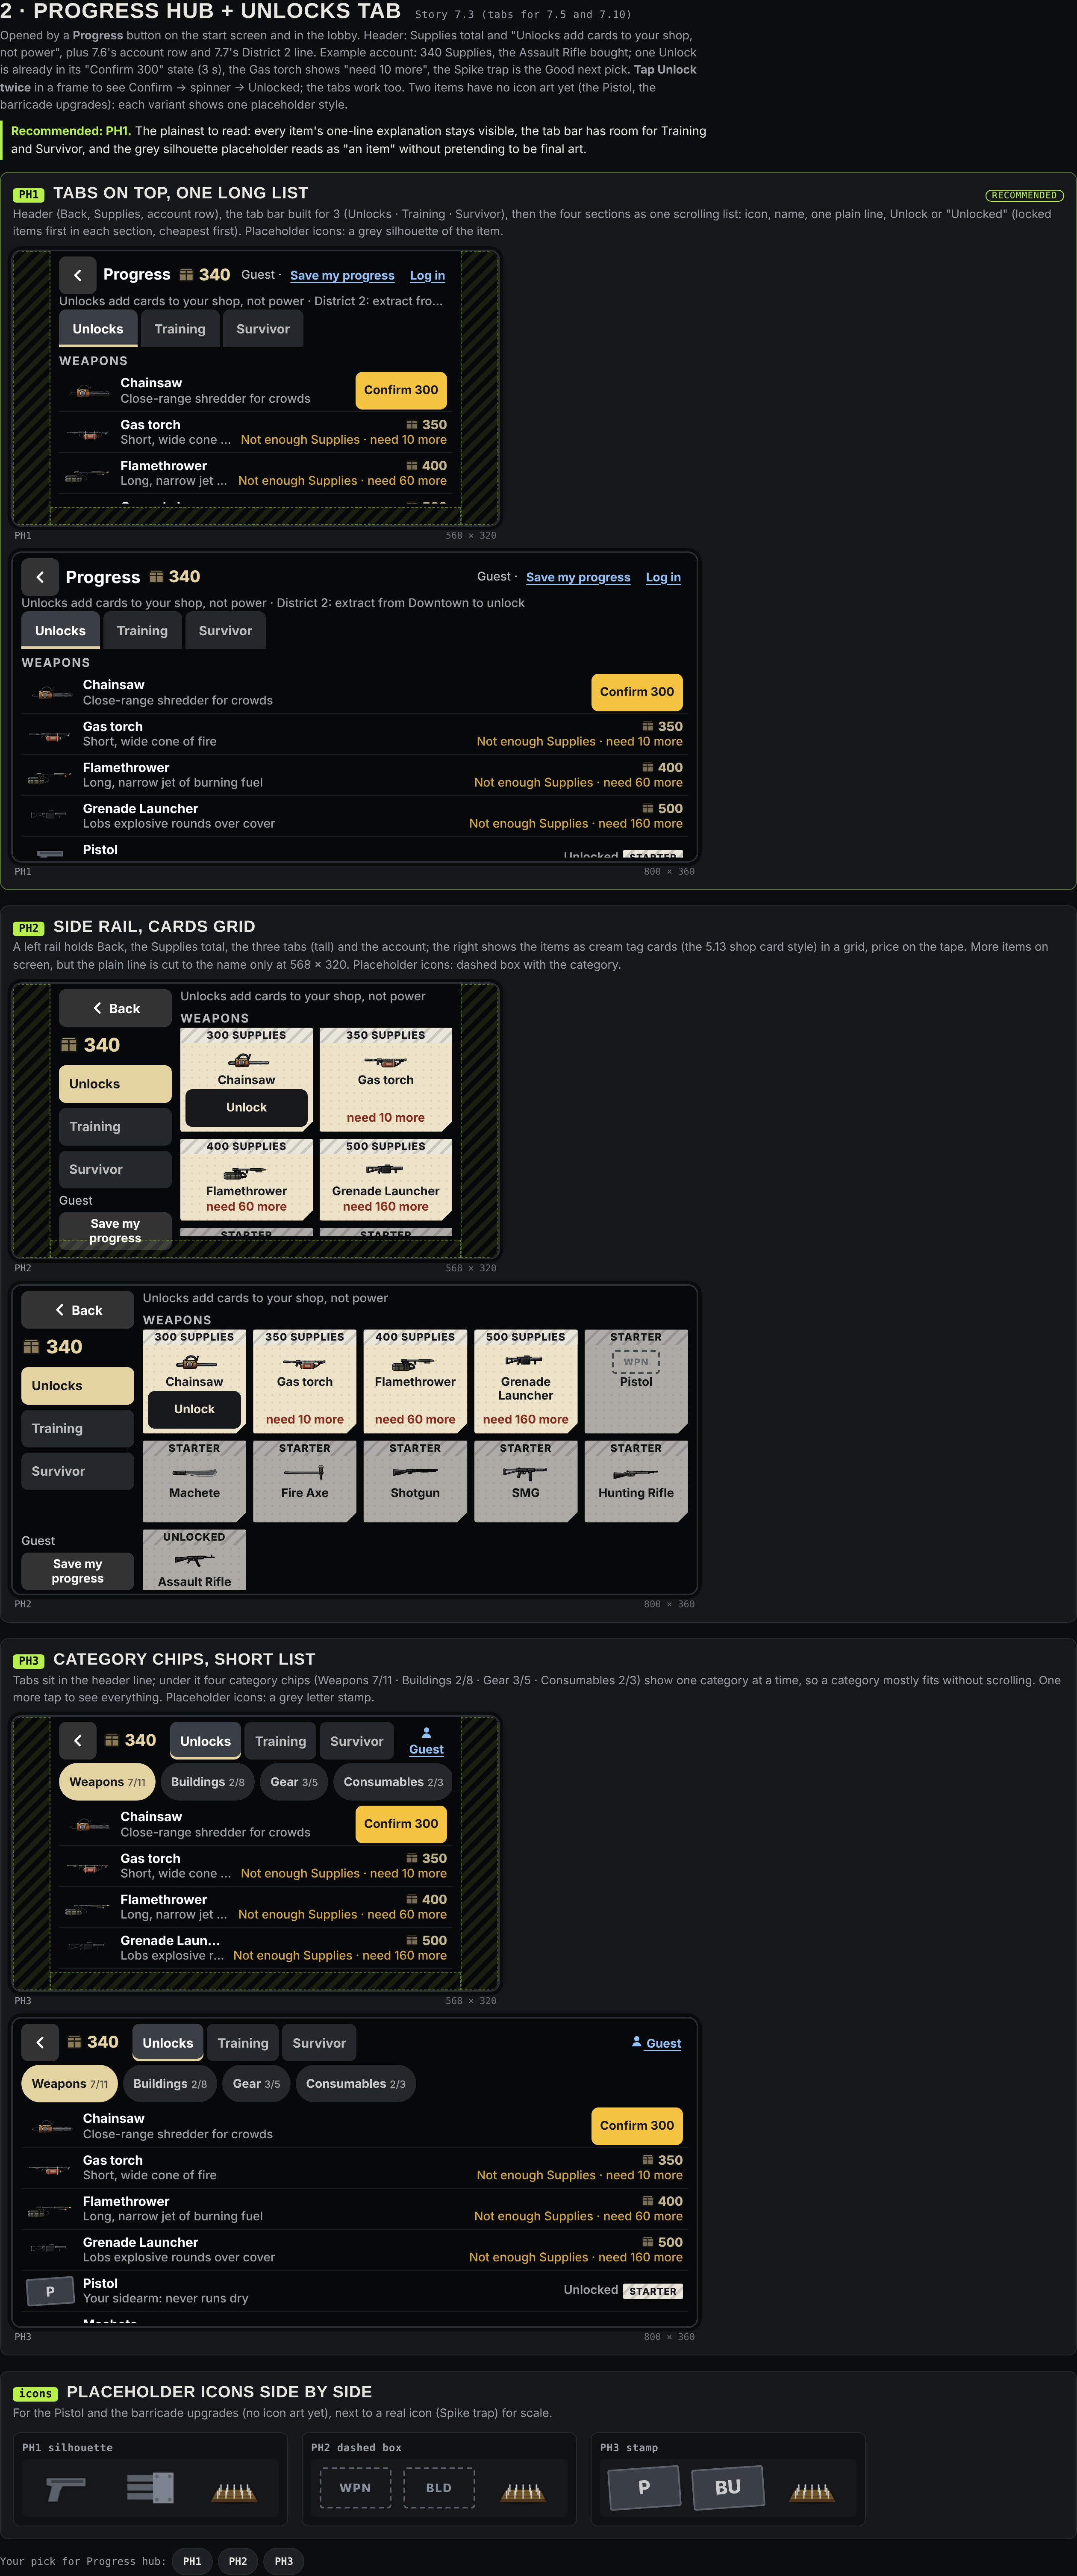 2 · PROGRESS HUB + UNLOCKS TAB Story 7.3 (tabs for 7.5 and 7.10)
Opened by a Progress button on the start screen and in the lobby. Header: Supplies total and "Unlocks add cards to your shop,
not power", plus 7.6's account row and 7.7's District 2 line. Example account: 340 Supplies, the Assault Rifle bought; one Unlock
is already in its "Confirm 300" state (3 s), the Gas torch shows "need 10 more", the Spike trap is the Good next pick. Tap Unlock
twice in a frame to see Confirm → spinner → Unlocked; the tabs work too. Two items have no icon art yet (the Pistol, the
barricade upgrades): each variant shows one placeholder style.
Recommended: PH1. The plainest to read: every item's one-line explanation stays visible, the tab bar has room for Training
and Survivor, and the grey silhouette placeholder reads as "an item" without pretending to be final art.
PH1 TABS ON TOP, ONE LONG LIST RECOMMENDED
Header (Back, Supplies, account row), the tab bar built for 3 (Unlocks · Training · Survivor), then the four sections as one scrolling list: icon, name, one plain line, Unlock or "Unlocked" (locked
items first in each section, cheapest first). Placeholder icons: a grey silhouette of the item.
Progress 340 Guest · Save my progress Log in
Unlocks add cards to your shop, not power · District 2: extract fro...
Unlocks Training Survivor
WEAPONS
Chainsaw
Close-range shredder for crowds
Confirm 300
Gas torch 350
Short, wide cone ... Not enough Supplies · need 10 more
Flamethrower 400
Long, narrow jet ... Not enough Supplies · need 60 more
PH1 568 × 320
Progress 340 Guest · Save my progress Log in
Unlocks add cards to your shop, not power · District 2: extract from Downtown to unlock
Unlocks Training Survivor
WEAPONS
Chainsaw
Close-range shredder for crowds
Confirm 300
Gas torch 350
Short, wide cone of fire Not enough Supplies · need 10 more
Flamethrower 400
Long, narrow jet of burning fuel Not enough Supplies · need 60 more
Grenade Launcher 500
Lobs explosive rounds over cover Not enough Supplies · need 160 more
Pistol
Unlocked STARTER
PH1 800 × 360
PH2 SIDE RAIL, CARDS GRID
A left rail holds Back, the Supplies total, the three tabs (tall) and the account; the right shows the items as cream tag cards (the 5.13 shop card style) in a grid, price on the tape. More items on
screen, but the plain line is cut to the name only at 568 × 320. Placeholder icons: dashed box with the category.
Back
340
Unlocks
Training
Survivor
Guest
Save my
progress
Unlocks add cards to your shop, not power
WEAPONS
300 SUPPLIES 350 SUPPLIES
Chainsaw Gas torch
Unlock need 10 more
400 SUPPLIES 500 SUPPLIES
Flamethrower Grenade Launcher
need 60 more need 160 more
STARTER STARTER
PH2 568 × 320
Back
340
Unlocks
Training
Survivor
Guest
Save my
progress
Unlocks add cards to your shop, not power
WEAPONS
300 SUPPLIES 350 SUPPLIES 400 SUPPLIES 500 SUPPLIES STARTER
WPN
Chainsaw Gas torch Flamethrower Grenade Launcher Pistol
Unlock need 10 more need 60 more need 160 more
STARTER STARTER STARTER STARTER STARTER
Machete Fire Axe Shotgun SMG Hunting Rifle
UNLOCKED
Assault Rifle
PH2 800 × 360
PH3 CATEGORY CHIPS, SHORT LIST
Tabs sit in the header line; under it four category chips (Weapons 7/11 · Buildings 2/8 · Gear 3/5 · Consumables 2/3) show one category at a time, so a category mostly fits without scrolling. One
more tap to see everything. Placeholder icons: a grey letter stamp.
340 Unlocks Training Survivor Guest
Weapons 7/11 Buildings 2/8 Gear 3/5 Consumables 2/3
Chainsaw
Close-range shredder for crowds
Confirm 300
Gas torch 350
Short, wide cone ... Not enough Supplies · need 10 more
Flamethrower 400
Long, narrow jet ... Not enough Supplies · need 60 more
Grenade Laun... 500
Lobs explosive r... Not enough Supplies · need 160 more
PH3 568 × 320
340 Unlocks Training Survivor Guest
Weapons 7/11 Buildings 2/8 Gear 3/5 Consumables 2/3
Chainsaw
Close-range shredder for crowds
Confirm 300
Gas torch 350
Short, wide cone of fire Not enough Supplies · need 10 more
Flamethrower 400
Long, narrow jet of burning fuel Not enough Supplies · need 60 more
Grenade Launcher 500
Lobs explosive rounds over cover Not enough Supplies · need 160 more
P
Pistol
Your sidearm: never runs dry
Unlocked STARTER
PH3 800 × 360
icons PLACEHOLDER ICONS SIDE BY SIDE
For the Pistol and the barricade upgrades (no icon art yet), next to a real icon (Spike trap) for scale.
PH1 silhouette PH2 dashed box PH3 stamp
WPN BLD P BU
Your pick for Progress hub: PH1 PH2 PH3